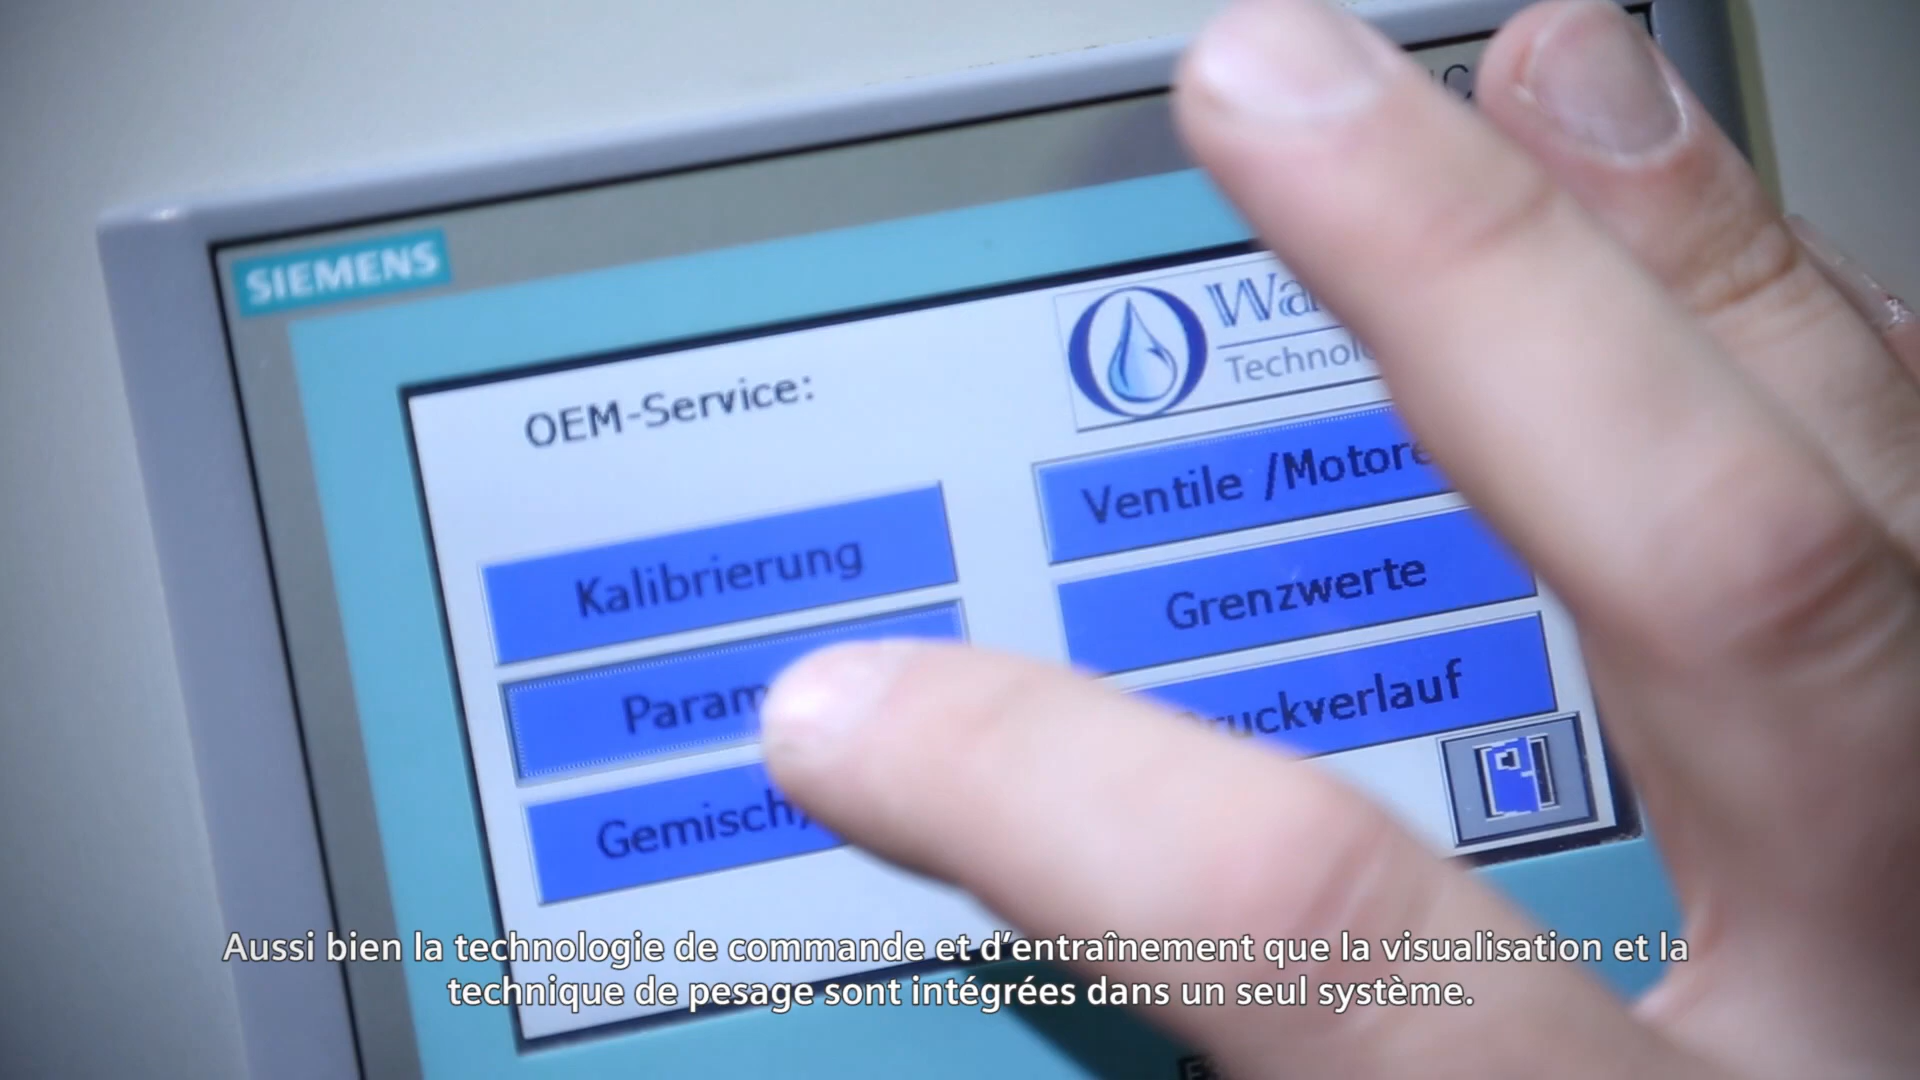 SIEMENS
OEM-Service:
Technol
Kalibrierung
Ventile /Motore
Param
Grenzwerte
Gemisch
ruckverlauf
Aussi bien la technologie de commande et d’entraînement que la visualisation et la
technique de pesage sont intégrées dans un seul système.